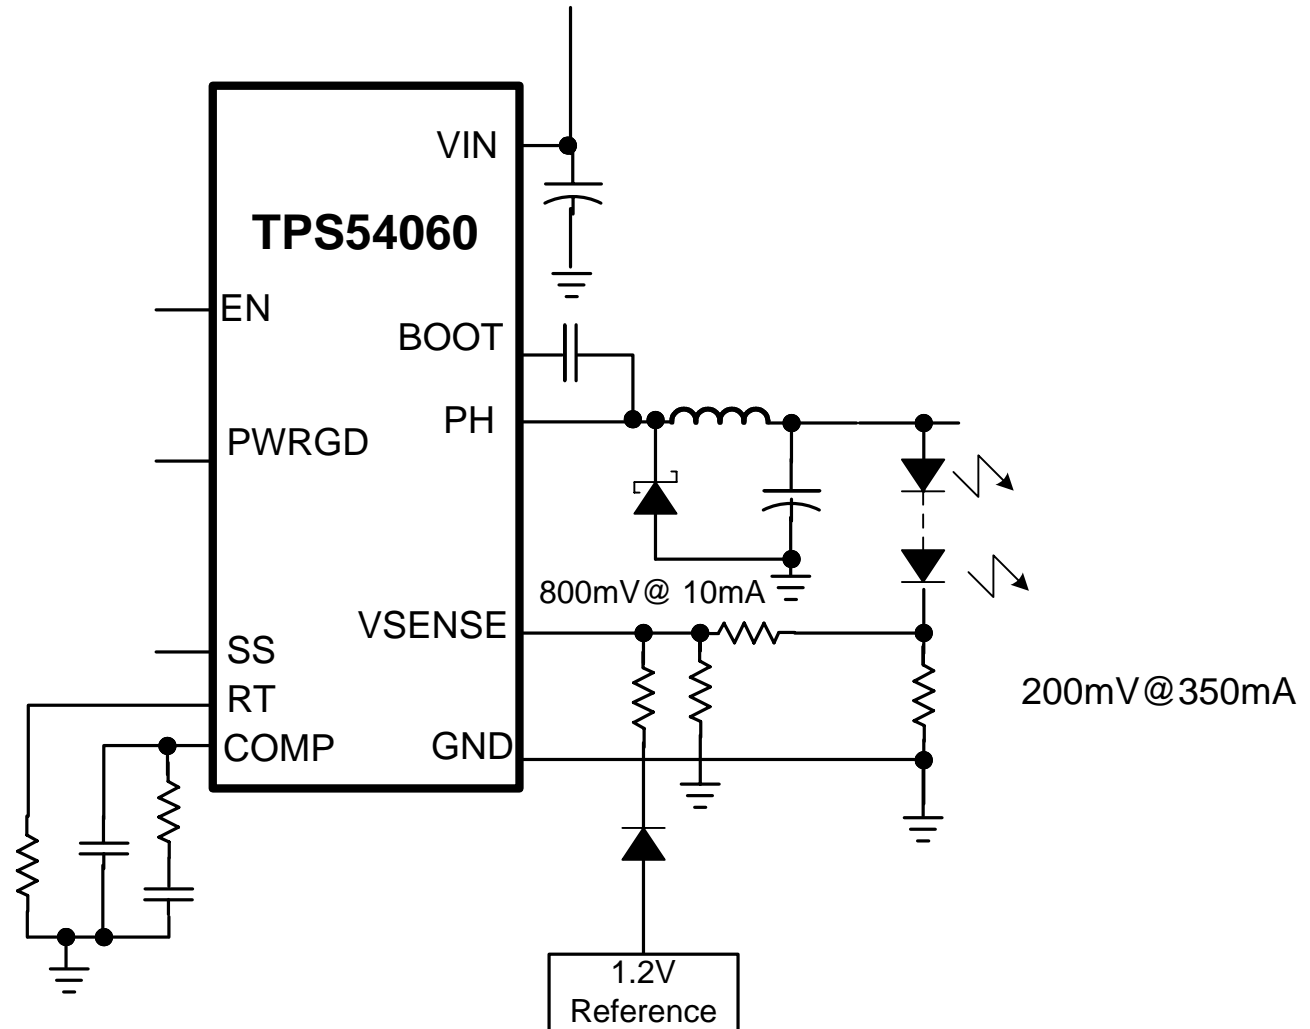 VIN
TPS54060
EN
BOOT
PH
PWRGD
800mV@ 10mA
VSENSE
SS
200mV@350mA
RT
COMP
GND
1.2V
Reference